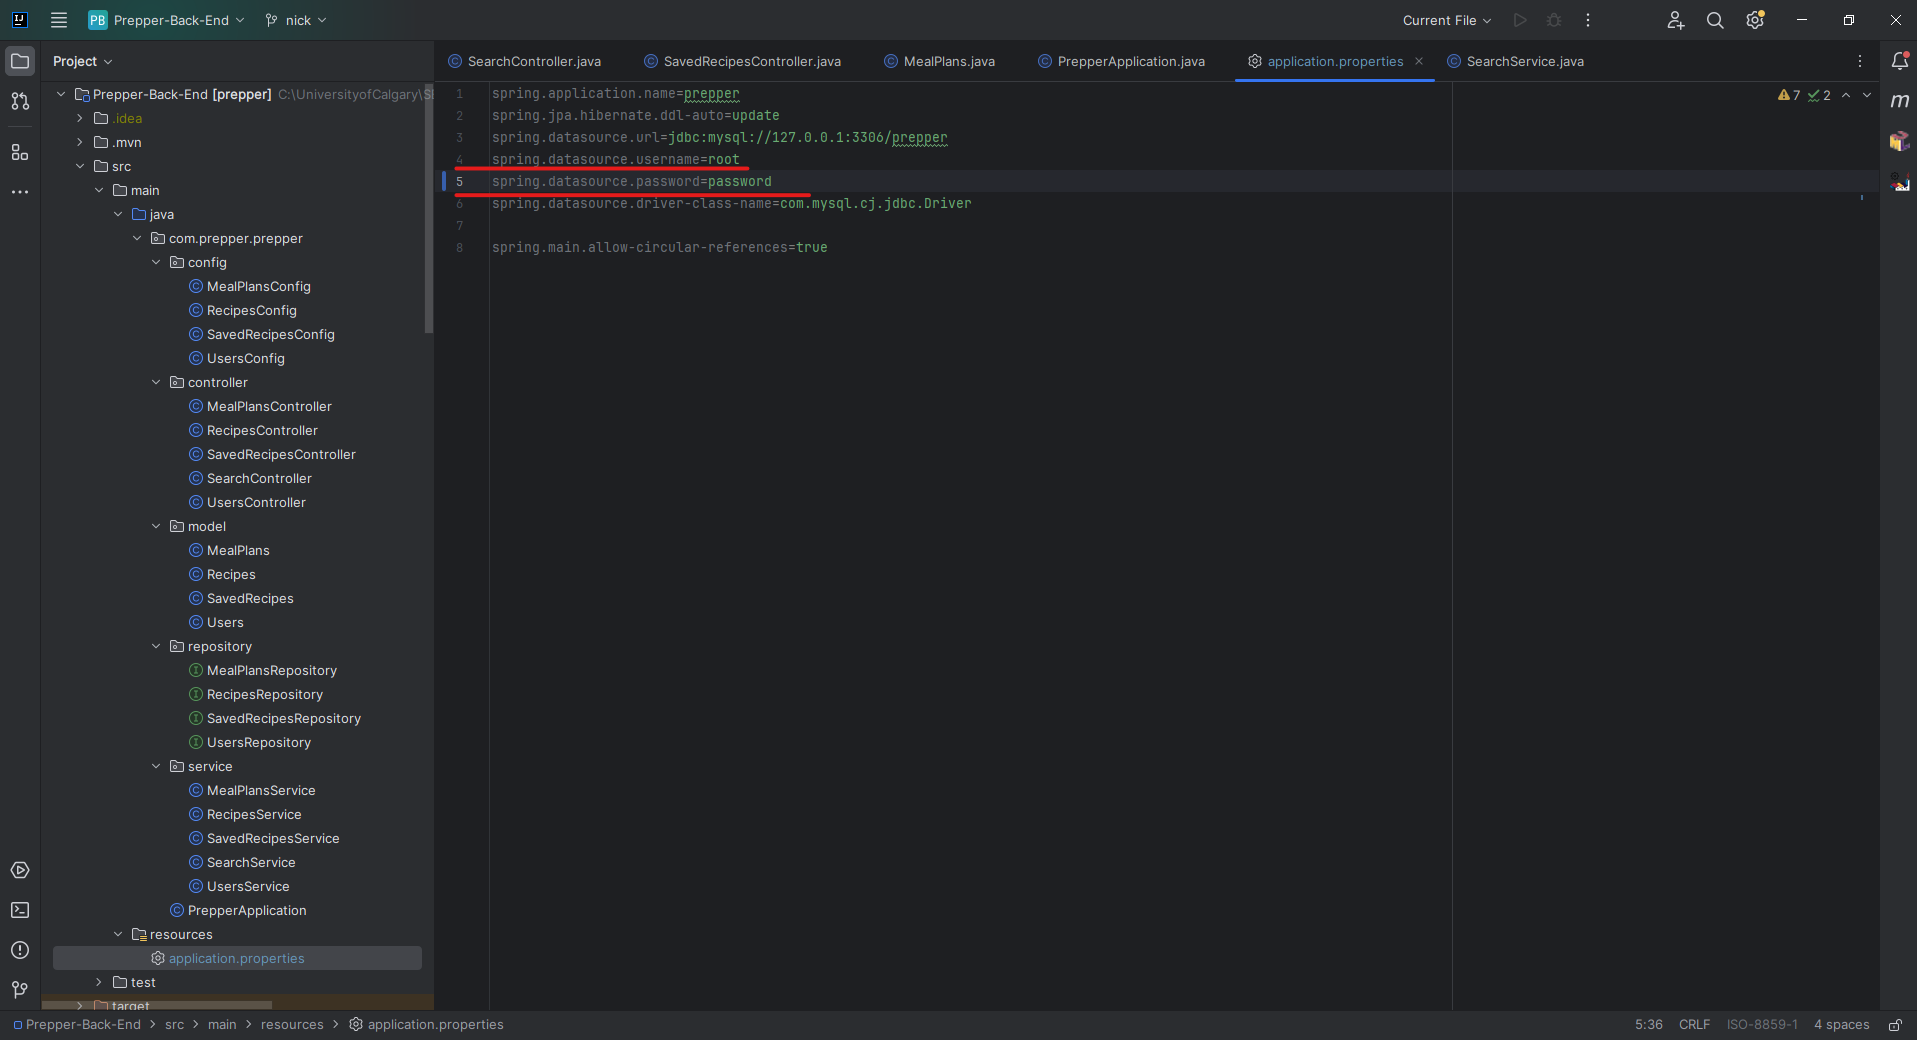 PB Prepper-Back-End nick Current File
Project
SearchController.java SavedRecipesController.java MealPlans.java PrepperApplication.java application.properties SearchService.java
Prepper-Back-End [prepper] C:\UniversityofCalgary\S
.idea
.mvn
src
main
java
com.prepper.prepper
config
MealPlansConfig
RecipesConfig
SavedRecipesConfig
UsersConfig
controller
MealPlansController
RecipesController
SavedRecipesController
SearchController
UsersController
model
MealPlans
Recipes
SavedRecipes
Users
repository
MealPlansRepository
RecipesRepository
SavedRecipesRepository
UsersRepository
service
MealPlansService
RecipesService
SavedRecipesService
SearchService
UsersService
PrepperApplication
resources
application.properties
test
target
1 spring.application.name=prepper
2 spring.jpa.hibernate.ddl-auto=update
3 spring.datasource.url=jdbc:mysql://127.0.0.1:3306/prepper
4 spring.datasource.username=root
5 spring.datasource.password=password
6 spring.datasource.driver-class-name=com.mysql.cj.jdbc.Driver
7
8 spring.main.allow-circular-references=true
7 2
m
Prepper-Back-End > src > main > resources > application.properties
5:36 CRLF ISO-8859-1 4 spaces